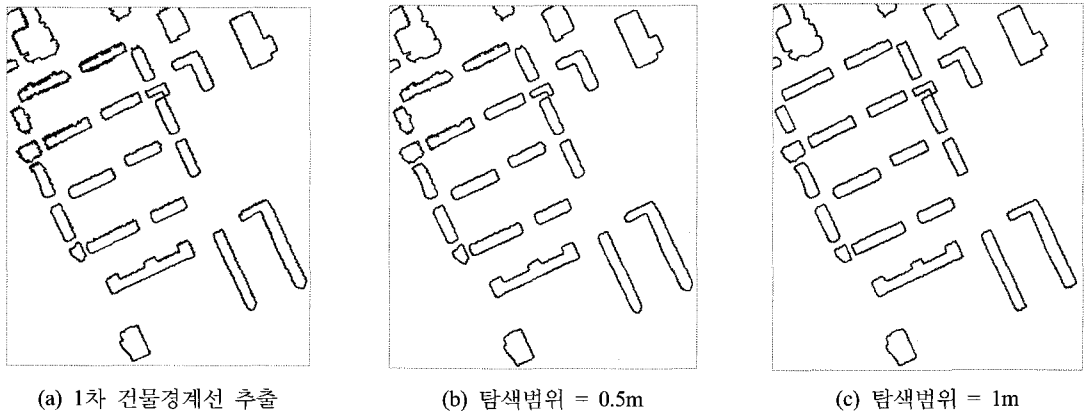 (a) 1차 건물경계선 추출
(b) 탐색범위 = 0.5m
(c) 탐색범위 = 1m